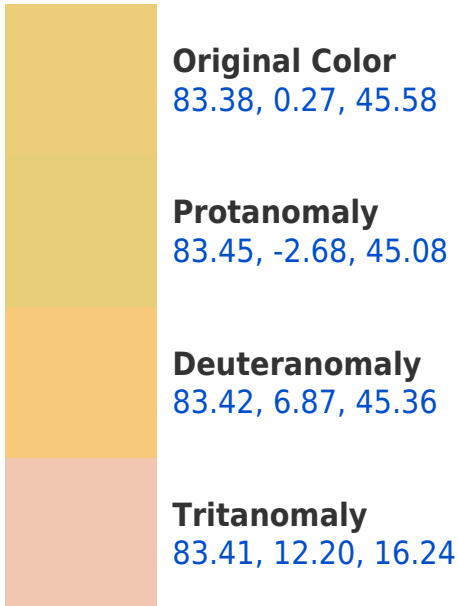 Original Color
83.38, 0.27, 45.58
Protanomaly
83.45, -2.68, 45.08
Deuteranomaly
83.42, 6.87, 45.36
Tritanomaly
83.41, 12.20, 16.24